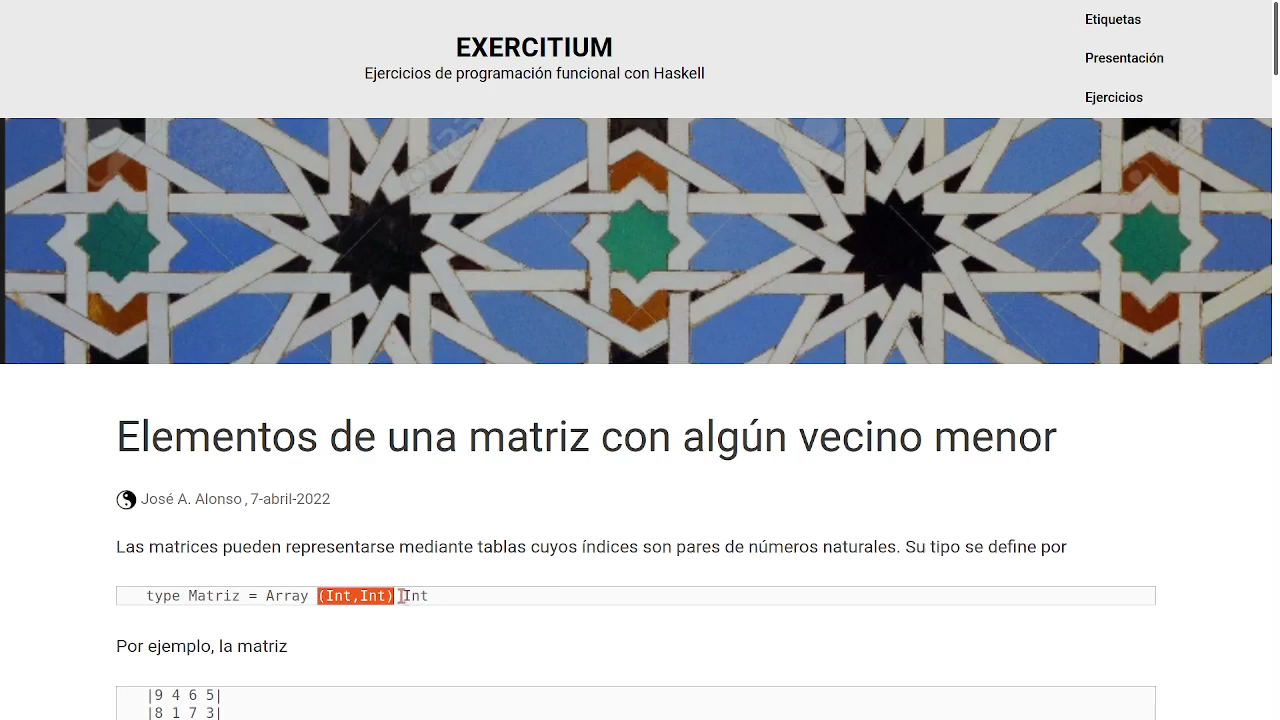 EXERCITIUM
Ejercicios de programación funcional con Haskell
Etiquetas
Presentación
Ejercicios
Elementos de una matriz con algún vecino menor
José A. Alonso , 7-abril-2022
Las matrices pueden representarse mediante tablas cuyos índices son pares de números naturales. Su tipo se define por
type Matriz = Array (Int,Int) Int
Por ejemplo, la matriz
|9 4 6 5|
|8 1 7 3|